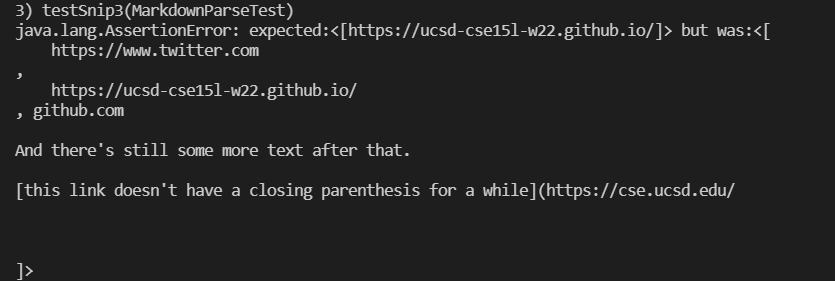 3) testSnip3(MarkdownParseTest)
java.lang.AssertionError: expected:<[https://ucsd-cse15l-w22.github.io/]> but was:<[
    https://www.twitter.com
,
    https://ucsd-cse15l-w22.github.io/
, github.com

And there's still some more text after that.

[this link doesn't have a closing parenthesis for a while](https://cse.ucsd.edu/



]>